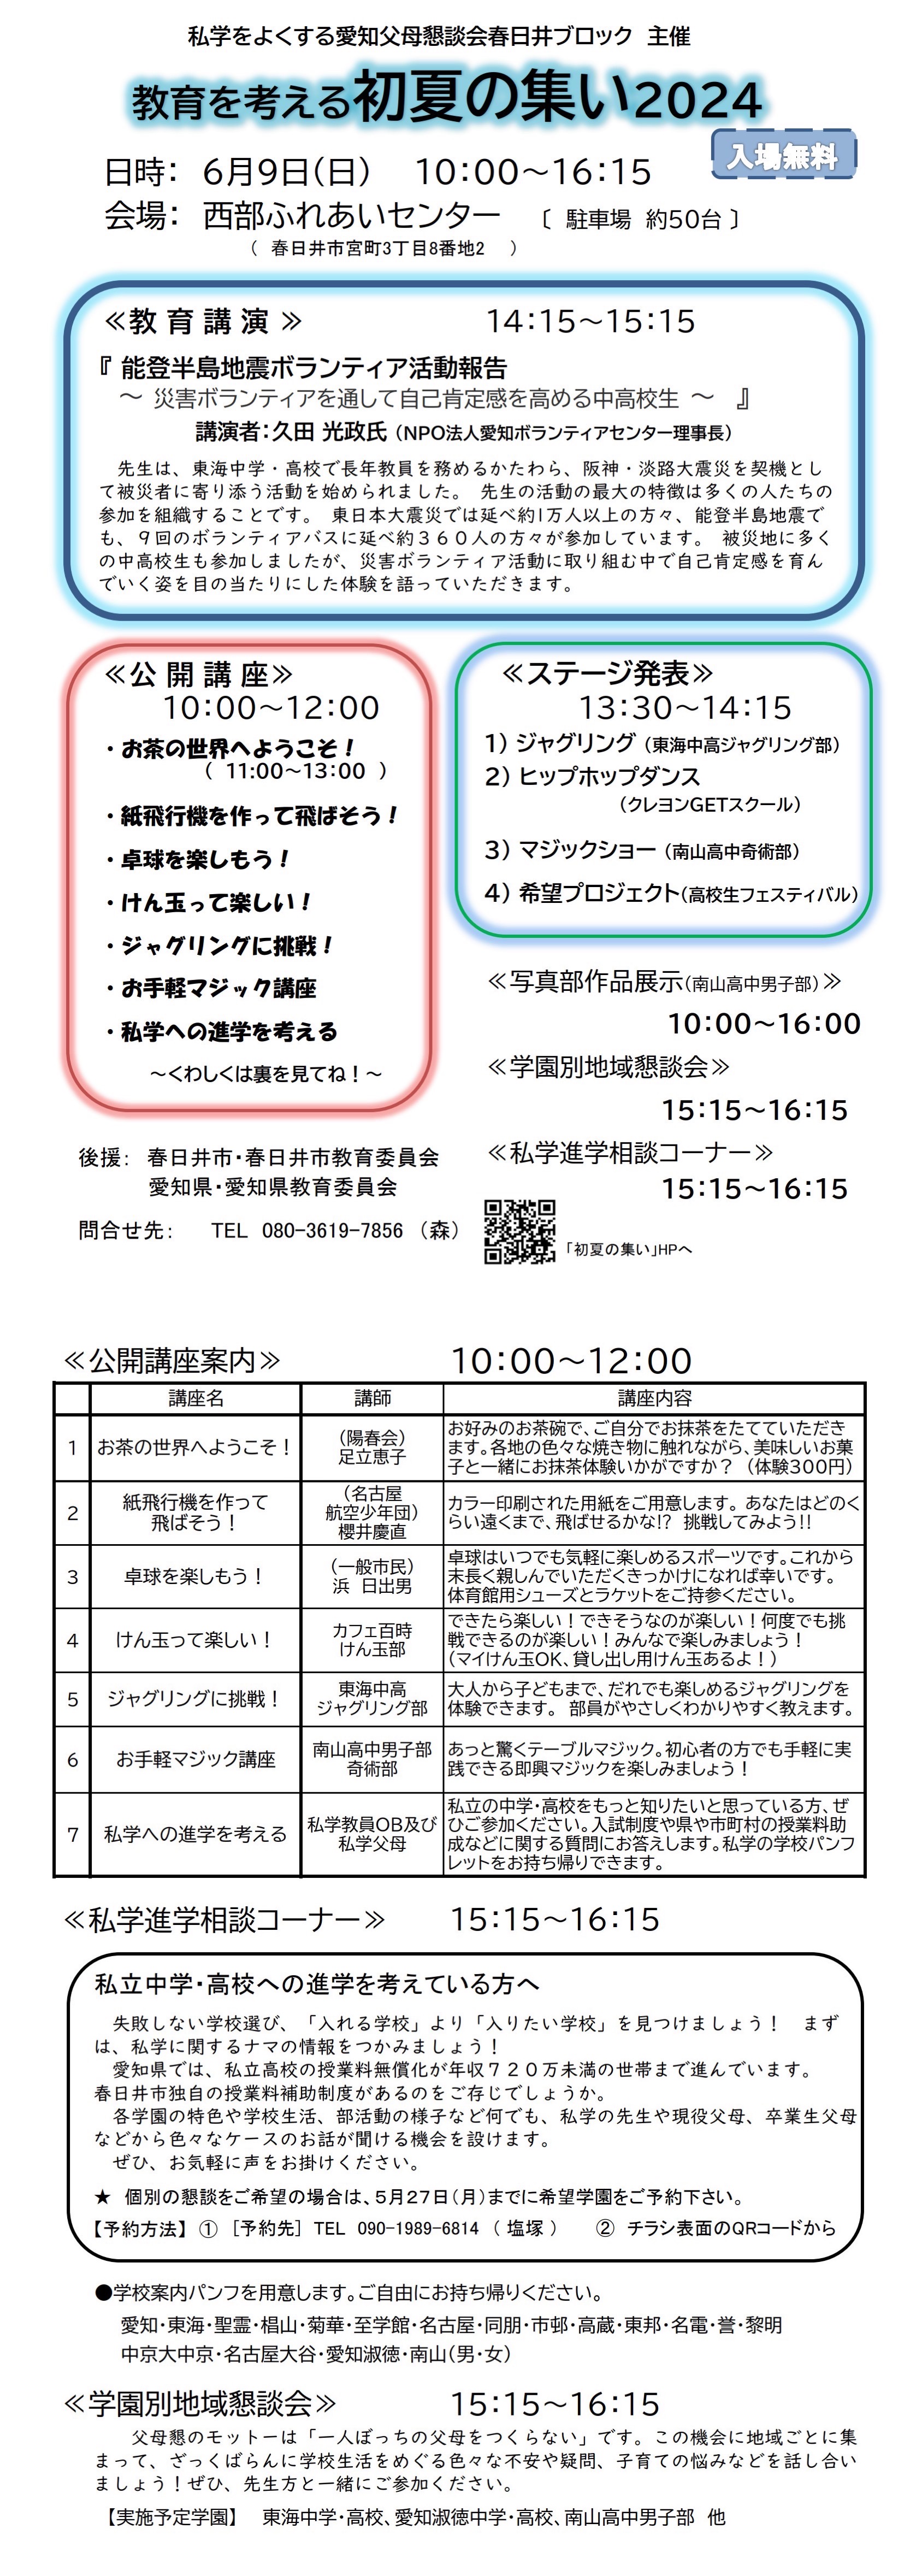 私学をよくする愛知父母懇談会春日井ブロック　主催
教育を考える初夏の集い2024
入場無料
日時： 6月9日(日)　10:00～16:15
会場： 西部ふれあいセンター　〔 駐車場 約50台 〕
（ 春日井市宮町3丁目8番地2 ）
≪教 育 講 演 ≫　14:15～15:15
『 能登半島地震ボランティア活動報告
～ 災害ボランティアを通して自己肯定感を高める中高校生 ～ 』
講演者：久田 光政氏（NPO法人愛知ボランティアセンター理事長）
先生は、東海中学・高校で長年教員を務めるかたわら、阪神・淡路大震災を契機とし
て被災者に寄り添う活動を始められました。 先生の活動の最大の特徴は多くの人たちの
参加を組織することです。 東日本大震災では延べ約1万人以上の方々、能登半島地震で
も、９回のボランティアバスに延べ約３６０人の方々が参加しています。 被災地に多く
の中高校生も参加しましたが、災害ボランティア活動に取り組む中で自己肯定感を育ん
でいく姿を目の当たりにした体験を語っていただきます。
≪公 開 講 座≫
10:00～12:00
・お茶の世界へようこそ！
（ 11:00～13:00 ）
・紙飛行機を作って飛ばそう！
・卓球を楽しもう！
・けん玉って楽しい！
・ジャグリングに挑戦！
・お手軽マジック講座
・私学への進学を考える
～くわしくは裏を見てね！～
≪ステージ発表≫
13:30～14:15
1）ジャグリング（東海中高ジャグリング部）
2）ヒップホップダンス
（クレヨンGETスクール）
3）マジックショー（南山高中奇術部）
4）希望プロジェクト（高校生フェスティバル）
≪写真部作品展示（南山高中男子部）≫
10:00～16:00
≪学園別地域懇談会≫
15:15～16:15
≪私学進学相談コーナー≫
15:15～16:15
後援： 春日井市・春日井市教育委員会
愛知県・愛知県教育委員会
問合せ先： TEL 080-3619-7856 （森）
「初夏の集い」HPへ
≪公開講座案内≫　10:00～12:00
講座名　講師　講座内容
1　お茶の世界へようこそ！　（陽春会）
足立恵子
お好みのお茶碗で、ご自分でお抹茶をたてていただき
ます。各地の色々な焼き物に触れながら、美味しいお菓
子と一緒にお抹茶体験いかがですか？ （体験300円）
2　紙飛行機を作って
飛ばそう！
（名古屋
航空少年団）
櫻井慶直
カラー印刷された用紙をご用意します。あなたはどのく
らい遠くまで、飛ばせるかな!? 挑戦してみよう!!
3　卓球を楽しもう！　（一般市民）
浜 日出男
卓球はいつでも気軽に楽しめるスポーツです。これから
末長く親しんでいただくきっかけになれば幸いです。
体育館用シューズとラケットをご持参ください。
4　けん玉って楽しい！　カフェ百時
けん玉部
できたら楽しい！できそうなのが楽しい！何度でも挑
戦できるのが楽しい！みんなで楽しみましょう！
（マイけん玉OK、貸し出し用けん玉あるよ！）
5　ジャグリングに挑戦！　東海中高
ジャグリング部
大人から子どもまで、だれでも楽しめるジャグリングを
体験できます。 部員がやさしくわかりやすく教えます。
6　お手軽マジック講座　南山高中男子部
奇術部
あっと驚くテーブルマジック。初心者の方でも手軽に実
践できる即興マジックを楽しみましょう！
7　私学への進学を考える　私学教員OB及び
私学父母
私立の中学・高校をもっと知りたいと思っている方、ぜ
ひご参加ください。入試制度や県や市町村の授業料助
成などに関する質問にお答えします。私学の学校パンフ
レットをお持ち帰りできます。
≪私学進学相談コーナー≫　15:15～16:15
私立中学・高校への進学を考えている方へ
失敗しない学校選び、「入れる学校」より「入りたい学校」を見つけましょう！　まず
は、私学に関するナマの情報をつかみましょう！
愛知県では、私立高校の授業料無償化が年収７２０万未満の世帯まで進んでいます。
春日井市独自の授業料補助制度があるのをご存じでしょうか。
各学園の特色や学校生活、部活動の様子など何でも、私学の先生や現役父母、卒業生父母
などから色々なケースのお話が聞ける機会を設けます。
ぜひ、お気軽に声をお掛けください。
★ 個別の懇談をご希望の場合は、5月27日（月）までに希望学園をご予約下さい。
【予約方法】 ① ［予約先］ TEL 090-1989-6814 （ 塩塚 ）　② チラシ表面のQRコードから
●学校案内パンフを用意します。ご自由にお持ち帰りください。
愛知・東海・聖霊・椙山・菊華・至学館・名古屋・同朋・市邨・高蔵・東邦・名電・誉・黎明
中京大中京・名古屋大谷・愛知淑徳・南山（男・女）
≪学園別地域懇談会≫　15:15～16:15
父母懇のモットーは「一人ぼっちの父母をつくらない」です。この機会に地域ごとに集
まって、ざっくばらんに学校生活をめぐる色々な不安や疑問、子育ての悩みなどを話し合い
ましょう！ぜひ、先生方と一緒にご参加ください。
【実施予定学園】　東海中学・高校、愛知淑徳中学・高校、南山高中男子部 他